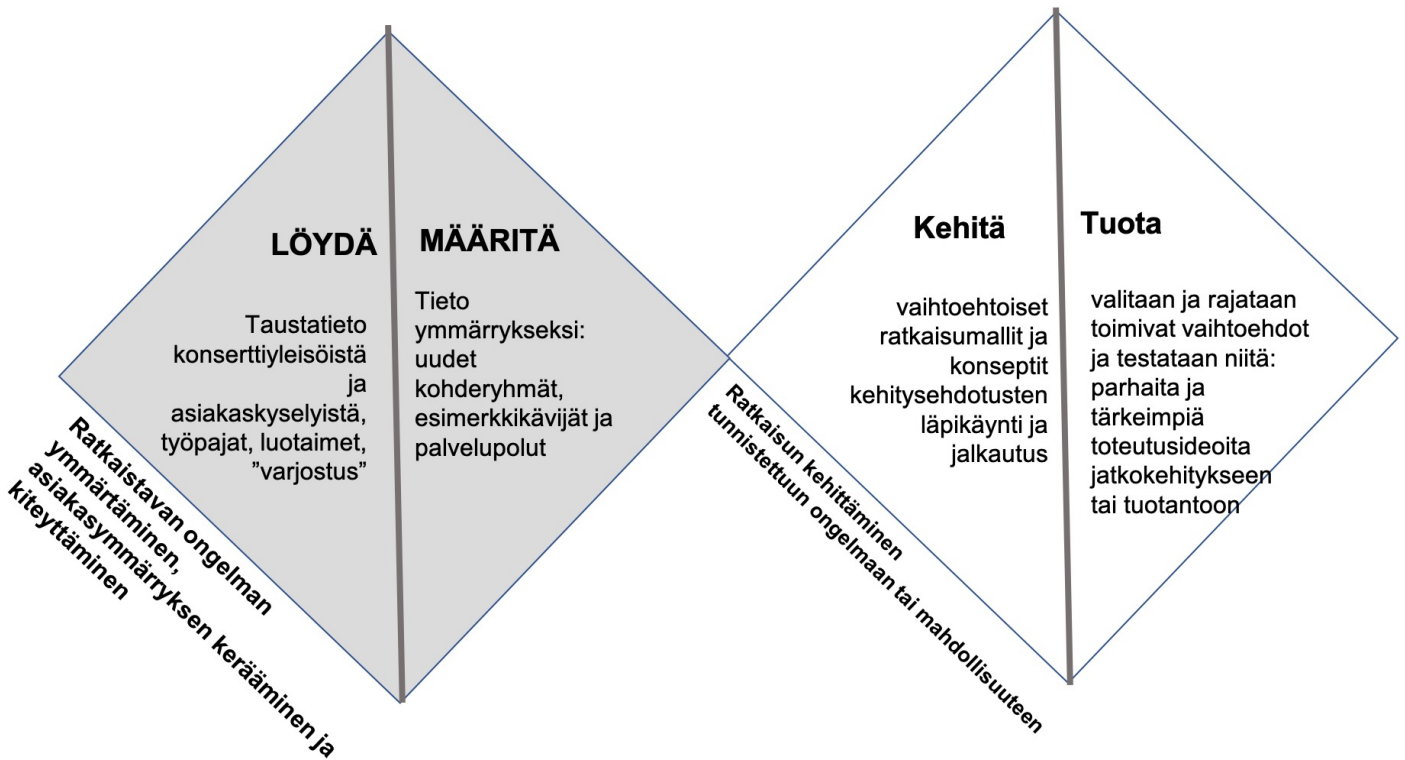 LÖYDÄ
Taustatieto
konserttiyleisöistä
ja
asiakaskyselyistä,
työpajat, luotaimet,
”varjostus”
MÄÄRITÄ
Tieto
ymmärrykseksi:
uudet
kohderyhmät,
esimerkkikävijät ja
palvelupolut
Ratkaistavan ongelman
ymmärtäminen,
asiakasymmärryksen kerääminen ja
kiteyttäminen
Kehitä
vaihtoehtoiset
ratkaisumallit ja
konseptit
kehitysehdotusten
läpikäynti ja
jalkautus
Tuota
valitaan ja rajataan
toimivat vaihtoehdot
ja testataan niitä:
parhaita ja
tärkeimpiä
toteutusideoita
jatkokehitykseen
tai tuotantoon
Ratkaisun kehittäminen
tunnistettuun ongelmaan tai mahdollisuuteen